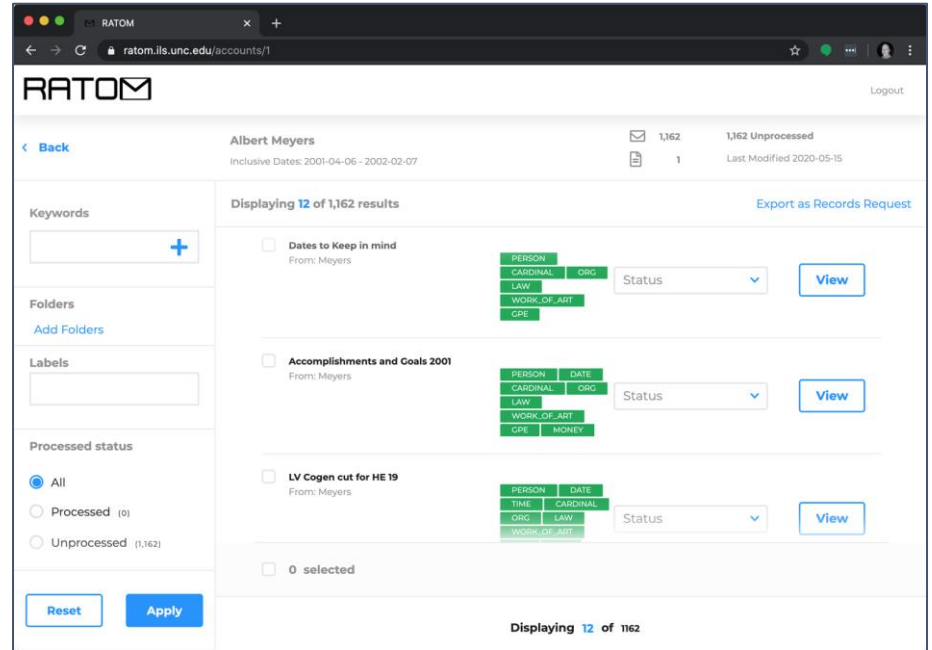 RATOM
ratom.ils.unc.edu/accounts/1
RATOM
Logout
Back
Albert Meyers
Inclusive Dates: 2001-04-06 - 2002-02-07
1,162
1
1,162 Unprocessed
Last Modified 2020-05-15
Keywords
Folders
Add Folders
Labels
Processed status
All
Processed (0)
Unprocessed (1,162)
Reset Apply
Displaying 12 of 1,162 results
Export as Records Request
Dates to Keep in mind
From: Meyers
PERSON
CARDINAL ORG
LAW
WORK_OF_ART
GPE
Status
View
Accomplishments and Goals 2001
From: Meyers
PERSON DATE
CARDINAL ORG
LAW
WORK_OF_ART
GPE MONEY
Status
View
LV Cogen cut for HE 19
From: Meyers
PERSON DATE
TIME CARDINAL
ORG LAW
WORK_OF_ART
Status
View
0 selected
Displaying 12 of 1162